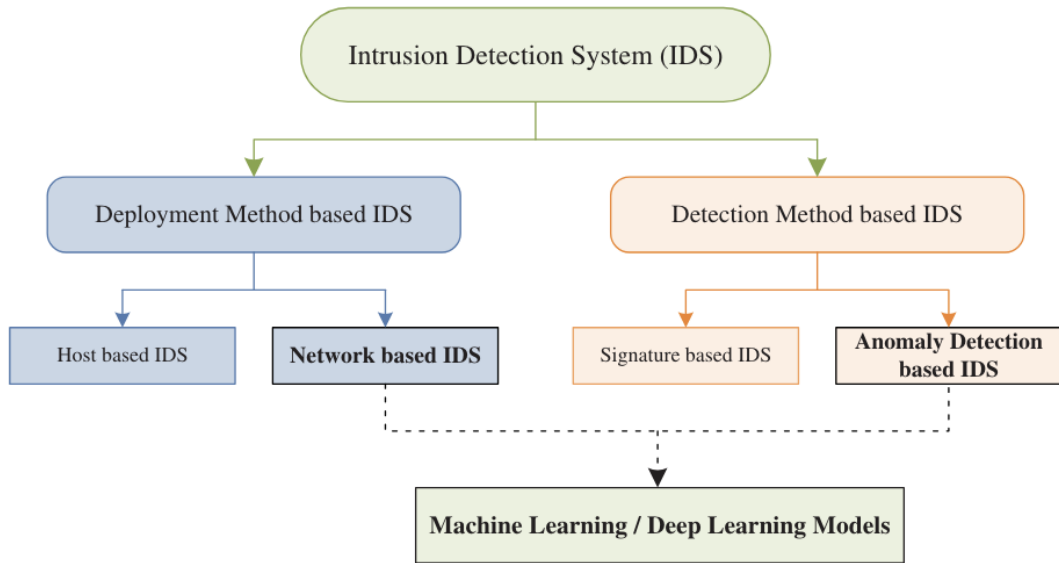 Intrusion Detection System (IDS)
Deployment Method based IDS
Detection Method based IDS
Host based IDS
Network based IDS
Signature based IDS
Anomaly Detection
based IDS
Machine Learning / Deep Learning Models